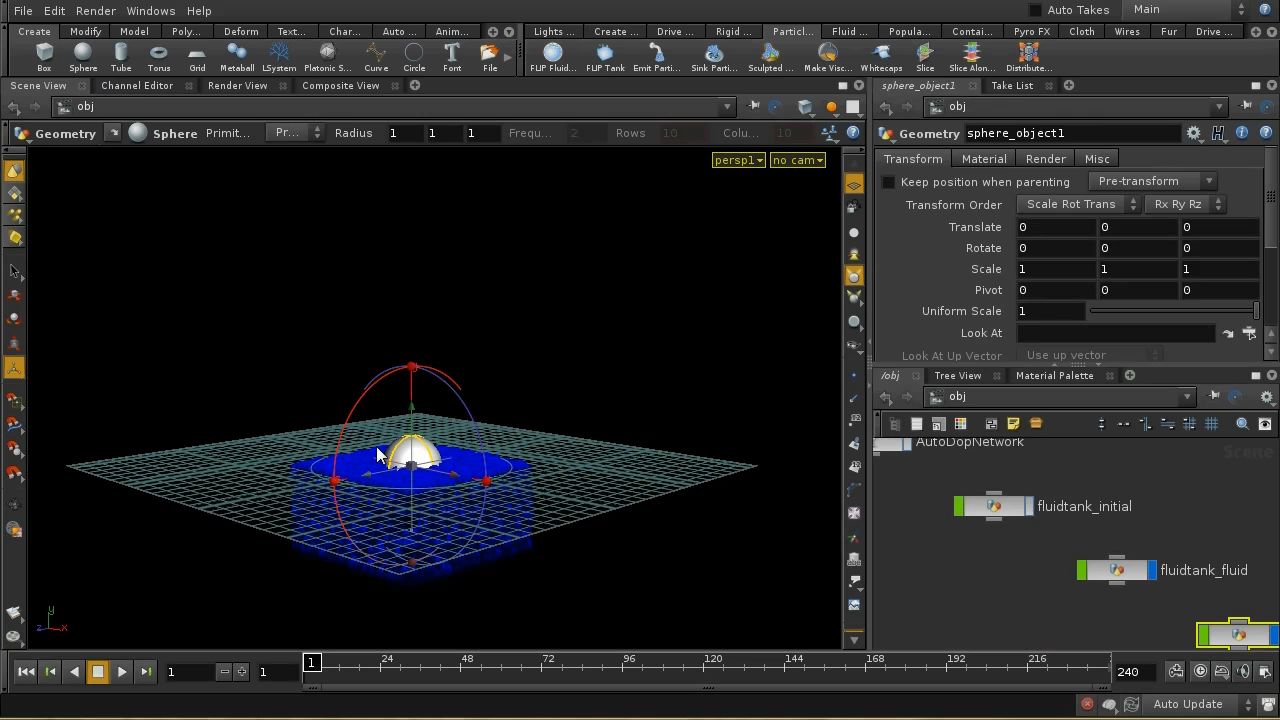 File Edit Render Windows Help Auto Takes Main
Create Modify Model Poly... Deform Text... Char... Auto ... Anim... Lights ... Create ... Drive ... Rigid ... Particl... Fluid ... Popula... Contai... Pyro FX Cloth Wires Fur Drive ...
Box Sphere Tube Torus Grid Metaball LSystem Platonic S... Curve Circle Font File FLIP Fluid... FLIP Tank Emit Parti... Sink Parti... Sculpted ... Make Visc... Whitecaps Slice Slice Alon... Distribute...
Scene View Channel Editor Render View Composite View sphere_object1 Take List
obj obj
Geometry Sphere Primit... Pr... Radius 1 1 1 Frequ... 2 Rows 10 Colu... 10 Geometry sphere_object1
persp1 no cam Transform Material Render Misc
Keep position when parenting Pre-transform
Transform Order Scale Rot Trans Rx Ry Rz
Translate 0 0 0
Rotate 0 0 0
Scale 1 1 1
Pivot 0 0 0
Uniform Scale 1
Look At
Look At Up Vector Use up vector
/obj Tree View Material Palette
obj
AutoDopNetwork
Scene
fluidtank_initial
fluidtank_fluid
y
z x
1 1 1 24 48 72 96 120 144 168 192 216 240
Auto Update